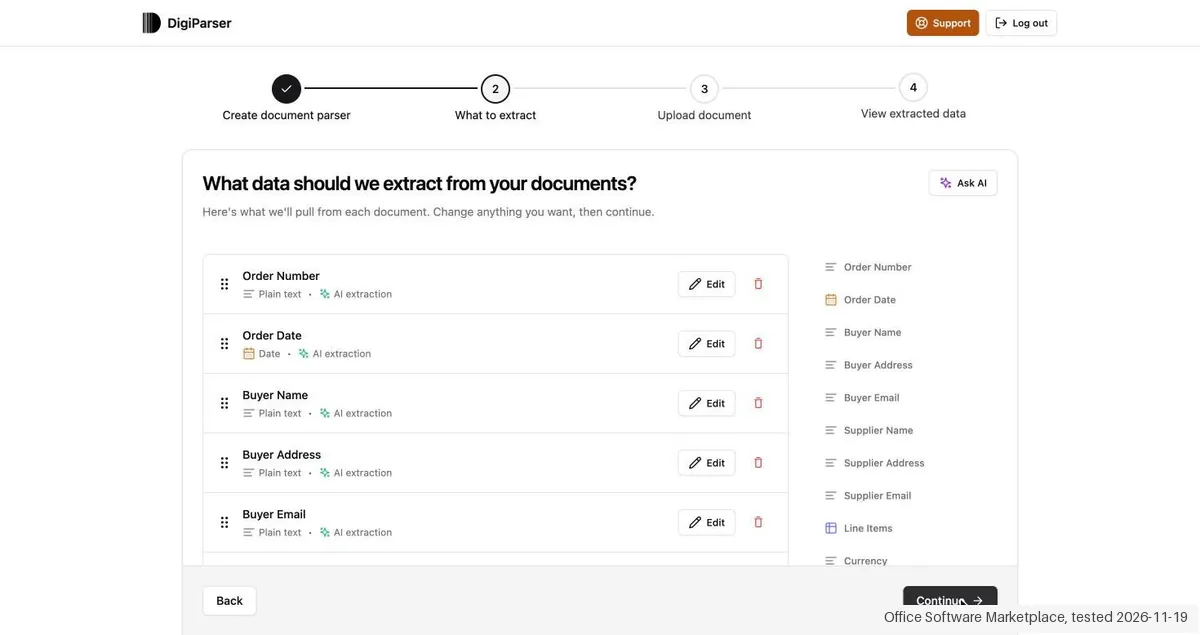 DigiParser
Support
Log out
2
3
4
Create document parser
What to extract
Upload document
View extracted data
What data should we extract from your documents?
Ask AI
Here's what we'll pull from each document. Change anything you want, then continue.
Order Number
Plain text • AI extraction
Edit
Order Date
Date • AI extraction
Edit
Buyer Name
Plain text • AI extraction
Edit
Buyer Address
Plain text • AI extraction
Edit
Buyer Email
Plain text • AI extraction
Edit
Order Number
Order Date
Buyer Name
Buyer Address
Buyer Email
Supplier Name
Supplier Address
Supplier Email
Line Items
Currency
Back
Continue
Office Software Marketplace, tested 2026-11-19